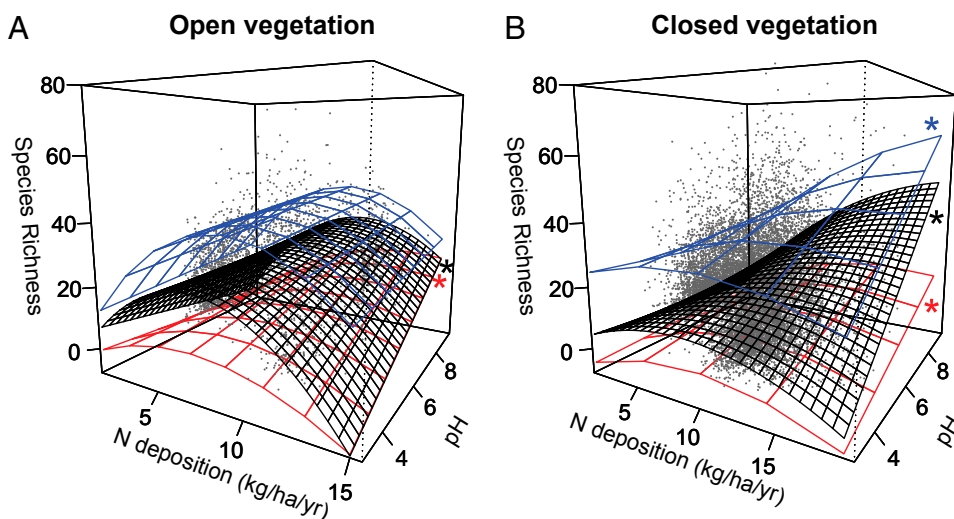 A
Open vegetation
80
60
40
20
0
Species Richness
5
10
15
N deposition (kg/ha/yr)
4
6
8
pH
*
*
B
Closed vegetation
80
60
40
20
0
Species Richness
5
10
15
N deposition (kg/ha/yr)
4
6
8
pH
*
*
*